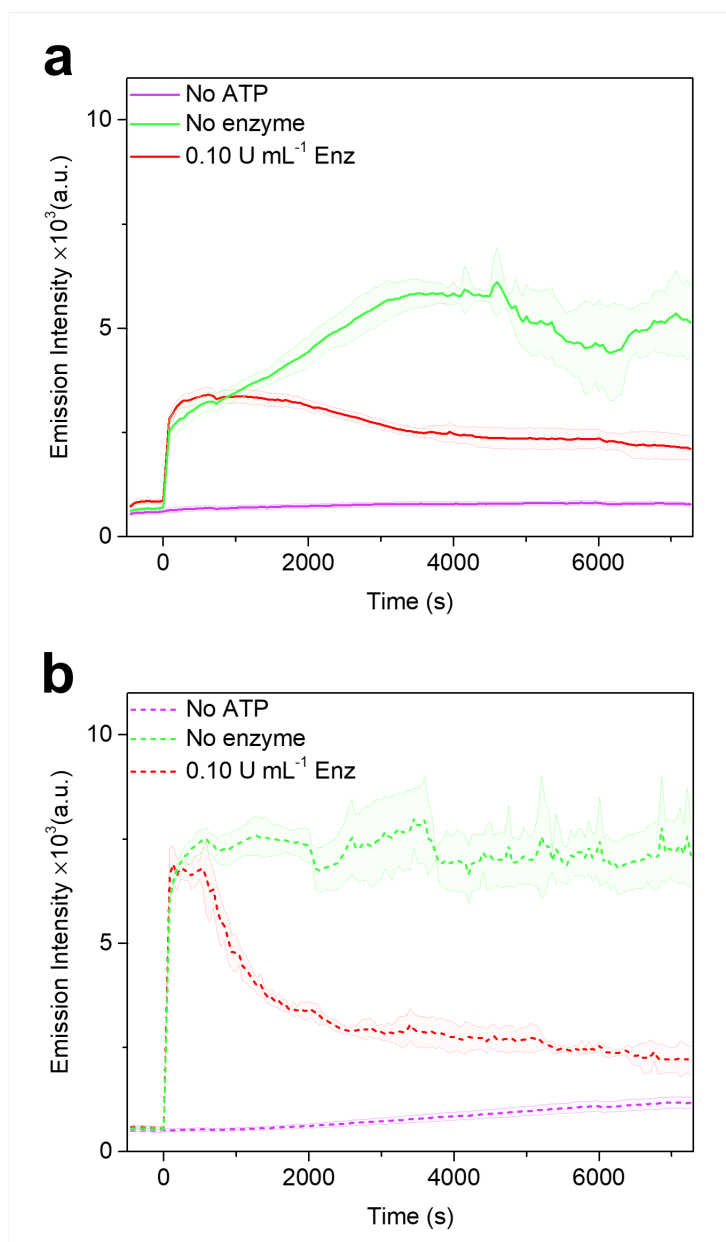 a
No ATP
No enzyme
0.10 U mL⁻¹ Enz
10
5
0
Emission Intensity ×10³(a.u.)
0 2000 4000 6000
Time (s)
b
No ATP
No enzyme
0.10 U mL⁻¹ Enz
10
5
0
Emission Intensity ×10³(a.u.)
0 2000 4000 6000
Time (s)